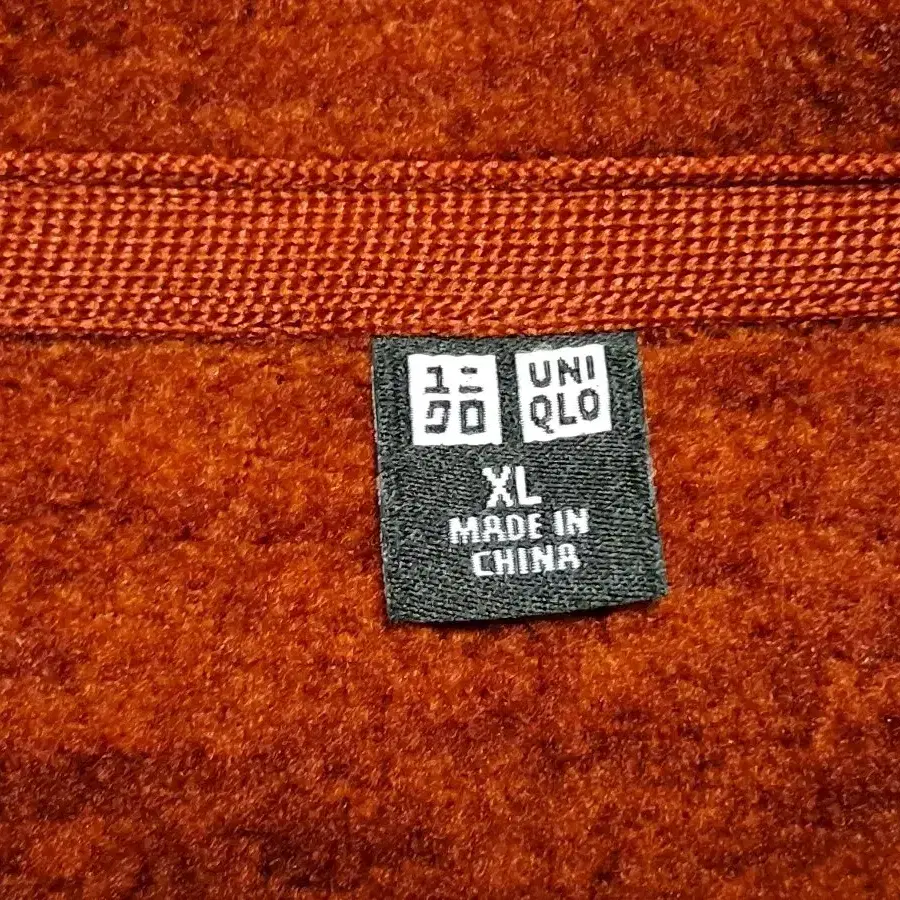 ユニ
クロ
UNI
QLO
XL
MADE IN
CHINA